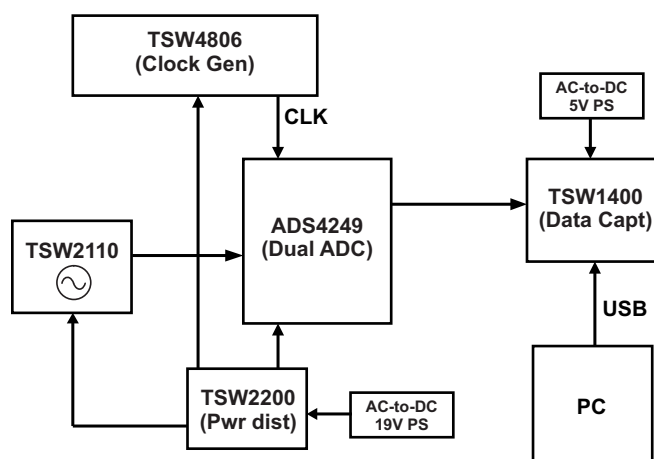 TSW4806
(Clock Gen)
CLK
AC-to-DC
5V PS
ADS4249
(Dual ADC)
TSW1400
(Data Capt)
TSW2110
USB
TSW2200
(Pwr dist)
AC-to-DC
19V PS
PC